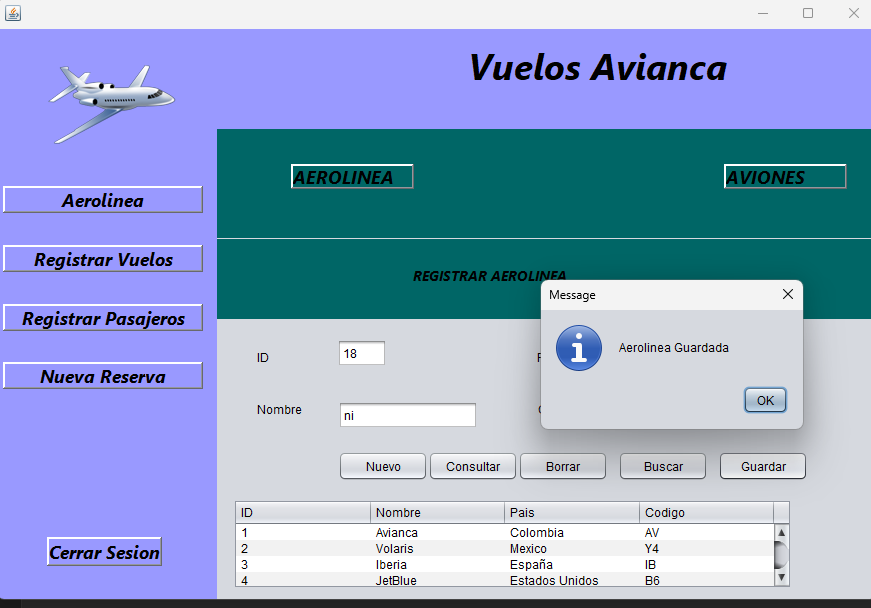 Vuelos Avianca
AEROLINEA
AVIONES
Aerolinea
Registrar Vuelos
Registrar Pasajeros
Nueva Reserva
Cerrar Sesion
REGISTRAR AEROLINEA
Message
Aerolinea Guardada
OK
ID
18
Nombre
ni
Nuevo
Consultar
Borrar
Buscar
Guardar
ID Nombre Pais Codigo
1 Avianca Colombia AV
2 Volaris Mexico Y4
3 Iberia España IB
4 JetBlue Estados Unidos B6